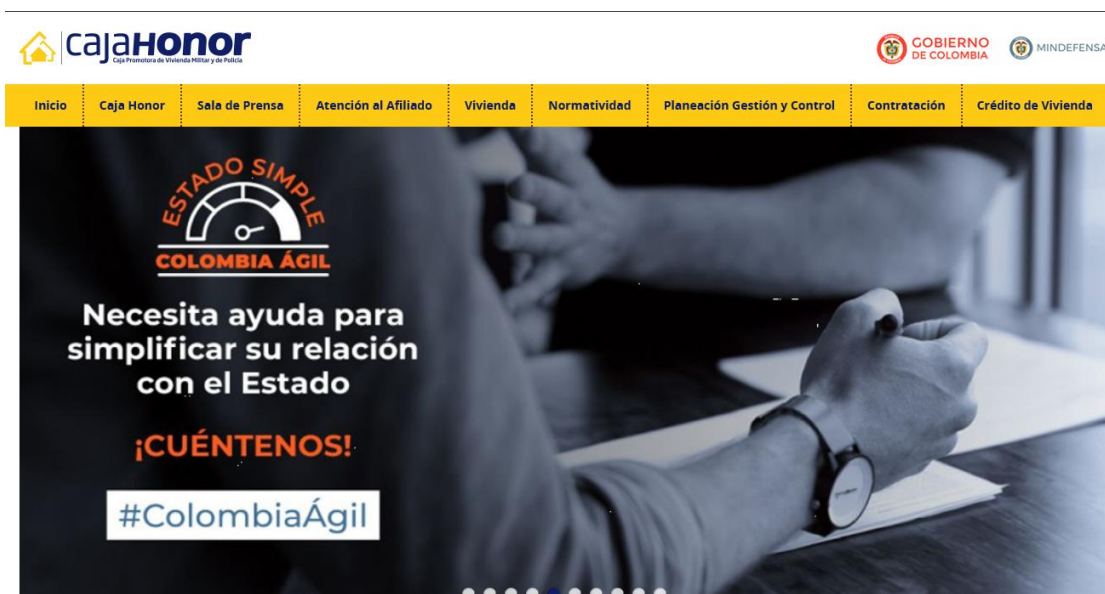 cajaHONOR
Caja Promotora de Vivienda Militar y de Policía
GOBIERNO
DE COLOMBIA
MINDEFENSA
Inicio
Caja Honor
Sala de Prensa
Atención al Afiliado
Vivienda
Normatividad
Planeación Gestión y Control
Contratación
Crédito de Vivienda
ESTADO SIMPLE
COLOMBIA ÁGIL
Necesita ayuda para
simplificar su relación
con el Estado
¡CUÉNTENOS!
#ColombiaÁgil